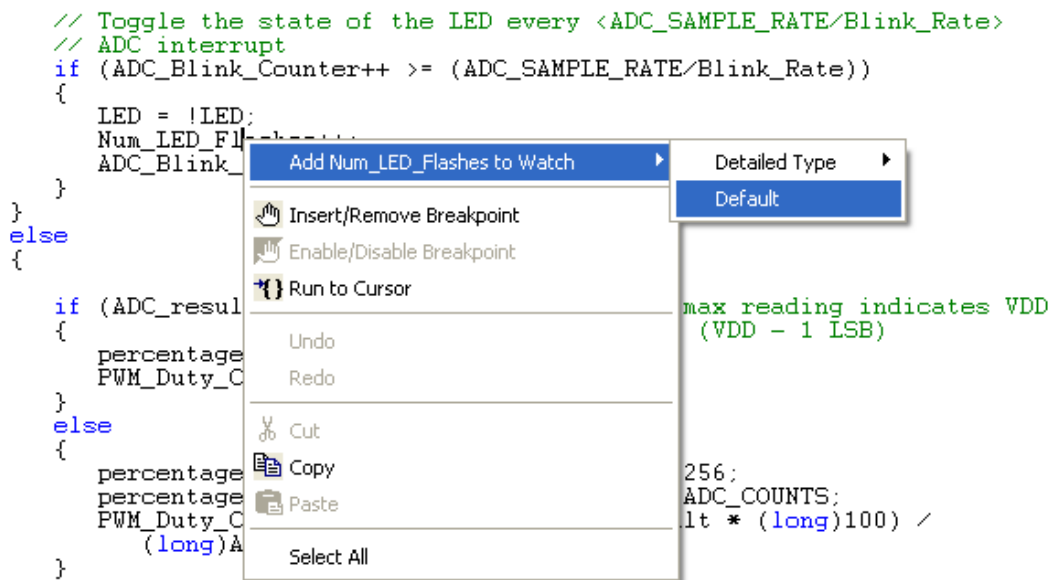 // Toggle the state of the LED every <ADC_SAMPLE_RATE/Blink_Rate>
// ADC interrupt
if (ADC_Blink_Counter++ >= (ADC_SAMPLE_RATE/Blink_Rate))
{
LED = !LED;
Num_LED_Fl
ADC_Blink_
}
}
else
{
if (ADC_resul max reading indicates VDD
{ (VDD - 1 LSB)
percentage
PWM_Duty_C
}
else
{
percentage 256;
percentage ADC_COUNTS;
PWM_Duty_C lt * (long)100) /
(long)A
}
Add Num_LED_Flashes to Watch
Insert/Remove Breakpoint
Enable/Disable Breakpoint
Run to Cursor
Undo
Redo
Cut
Copy
Paste
Select All
Detailed Type
Default